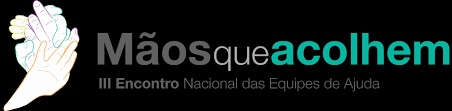 Mãosqueacolhem
III Encontro Nacional das Equipes de Ajuda